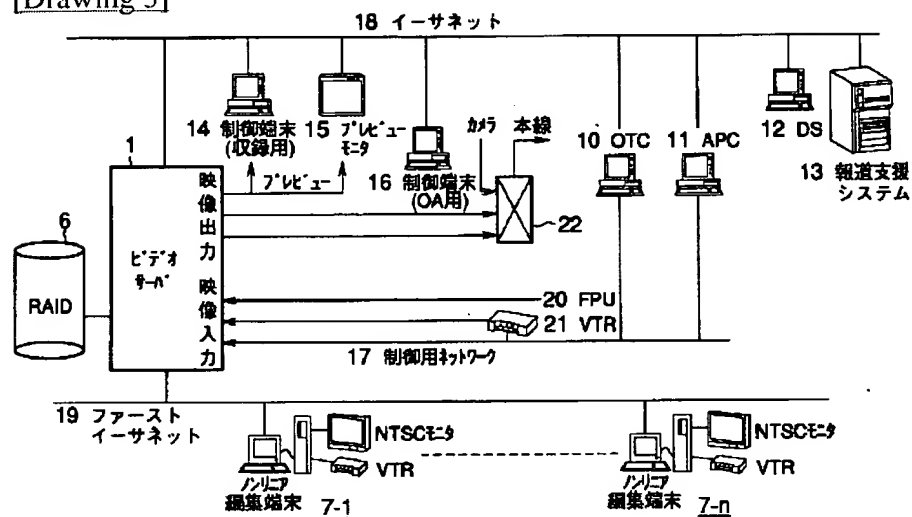 [Drawing 3]
18 イーサネット
14 制御端末
(収録用)
15 プレビュー
モニタ
16 制御端末
(OA用)
カメラ
本線
10 OTC
11 APC
12 DS
13 報道支援
システム
1
プレビュー
22
6
RAID
ビデオ
サーバ
映像出力
映像入力
20 FPU
21 VTR
17 制御用ネットワーク
19 ファースト
イーサネット
NTSCモニタ
VTR
ノンリニア
編集端末
7-1
NTSCモニタ
VTR
ノンリニア
編集端末
7-n